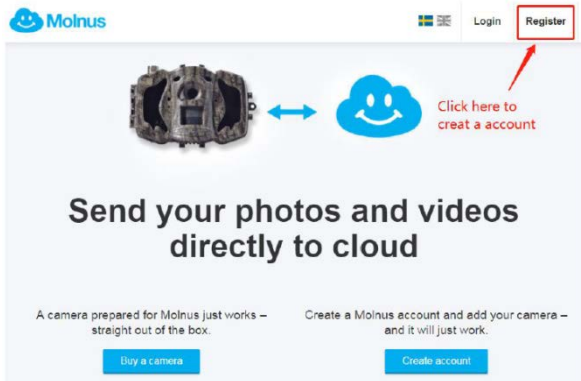 Molnus
Login
Register
Click here to
creat a account
Send your photos and videos
directly to cloud
A camera prepared for Molnus just works –
straight out of the box.
Buy a camera
Create a Molnus account and add your camera –
and it will just work.
Create account